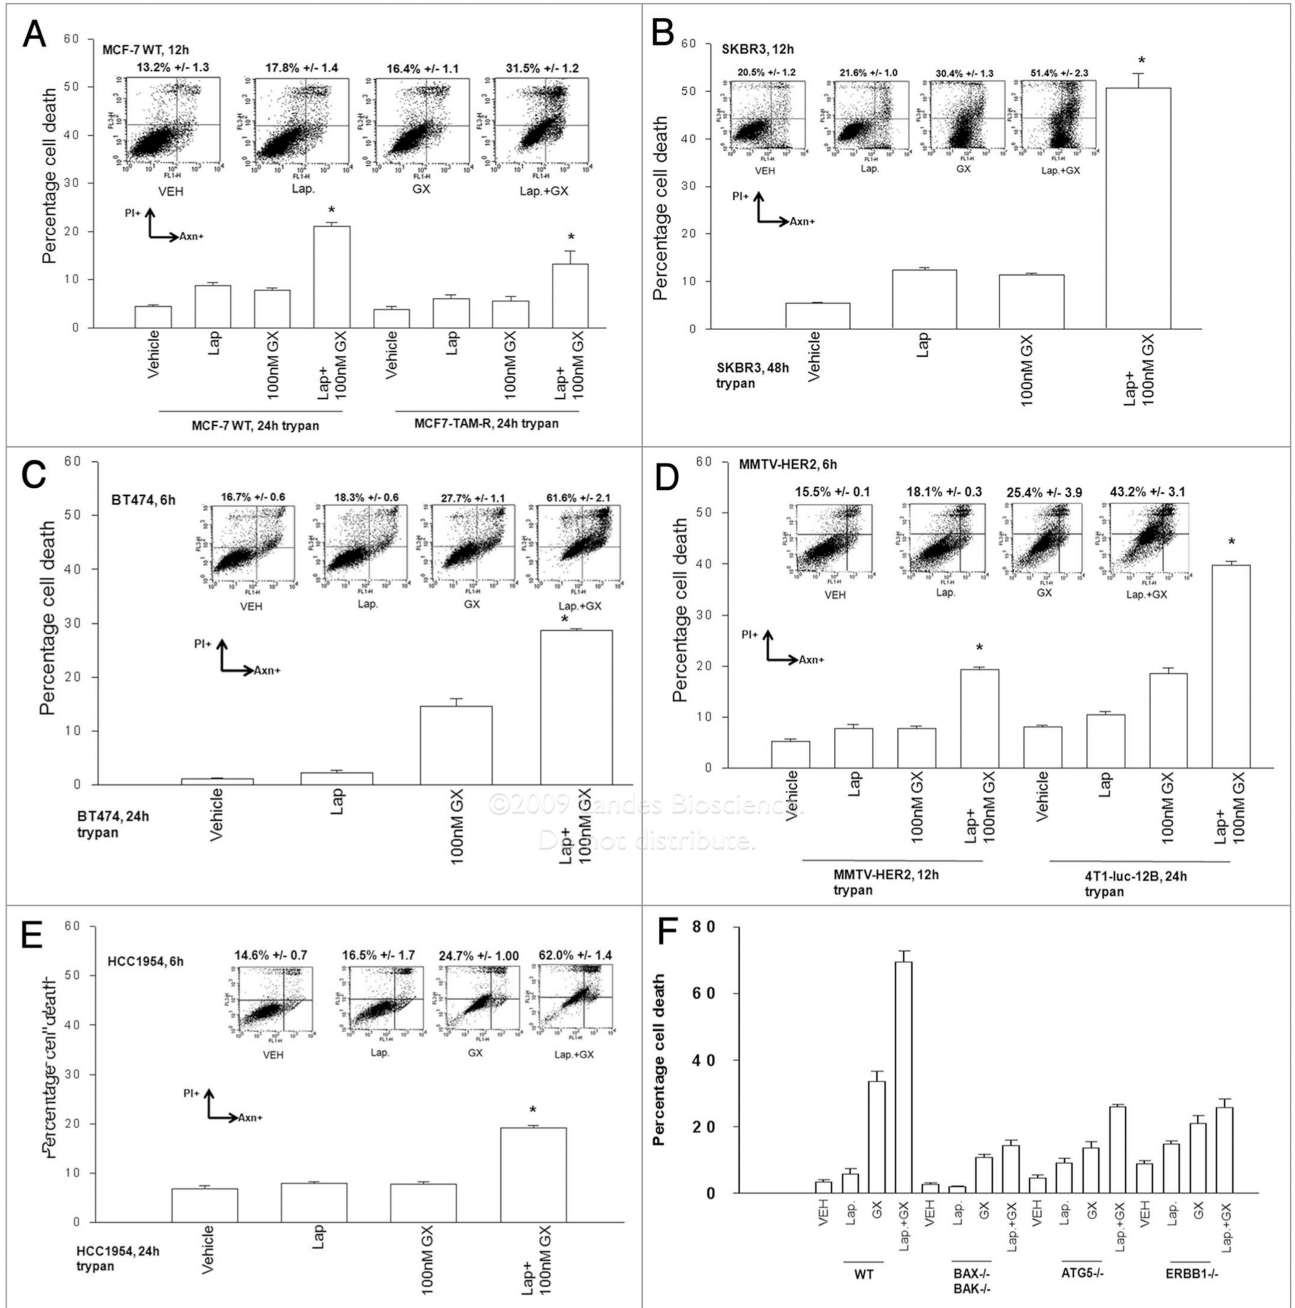 A
MCF-7 WT, 12h
13.2% +/- 1.3 17.8% +/- 1.4 16.4% +/- 1.1 31.5% +/- 1.2
60
50
40
30
20
10
0
Percentage cell death
FL1-H
VEH Lap. GX Lap.+GX
PI+
Axn+
* *
Vehicle Lap 100nM GX Lap+ 100nM GX Vehicle Lap 100nM GX Lap+ 100nM GX
MCF-7 WT, 24h trypan MCF7-TAM-R, 24h trypan
B
SKBR3, 12h
20.5% +/- 1.2 21.6% +/- 1.0 30.4% +/- 1.3 51.4% +/- 2.3
60
50
40
30
20
10
0
Percentage cell death
FL1-H
VEH Lap. GX Lap.+GX
PI+
Axn+
*
Vehicle Lap 100nM GX Lap+ 100nM GX
SKBR3, 48h
trypan
C
BT474, 6h
16.7% +/- 0.6 18.3% +/- 0.6 27.7% +/- 1.1 61.6% +/- 2.1
60
50
40
30
20
10
0
Percentage cell death
FL1-H
VEH Lap. GX Lap.+GX
PI+
Axn+
*
Vehicle Lap 100nM GX Lap+ 100nM GX
BT474, 24h
trypan
D
MMTV-HER2, 6h
15.5% +/- 0.1 18.1% +/- 0.3 25.4% +/- 3.9 43.2% +/- 3.1
60
50
40
30
20
10
0
Percentage cell death
FL1-H
VEH Lap. GX Lap.+GX
PI+
Axn+
* *
Vehicle Lap 100nM GX Lap+ 100nM GX Vehicle Lap 100nM GX Lap+ 100nM GX
MMTV-HER2, 12h
trypan
4T1-luc-12B, 24h
trypan
©2009 Landes Bioscience.
Do not distribute.
E
HCC1954, 6h
14.6% +/- 0.7 16.5% +/- 1.7 24.7% +/- 1.00 62.0% +/- 1.4
60
50
40
30
20
10
0
Percentage cell death
FL1-H
VEH Lap. GX Lap.+GX
PI+
Axn+
*
Vehicle Lap 100nM GX Lap+ 100nM GX
HCC1954, 24h
trypan
F
80
60
40
20
0
Percentage cell death
VEH Lap. GX Lap.+GX VEH Lap. GX Lap.+GX VEH Lap. GX Lap.+GX VEH Lap. GX Lap.+GX
WT BAX-/- ATG5-/- ERBB1-/-
BAK-/-